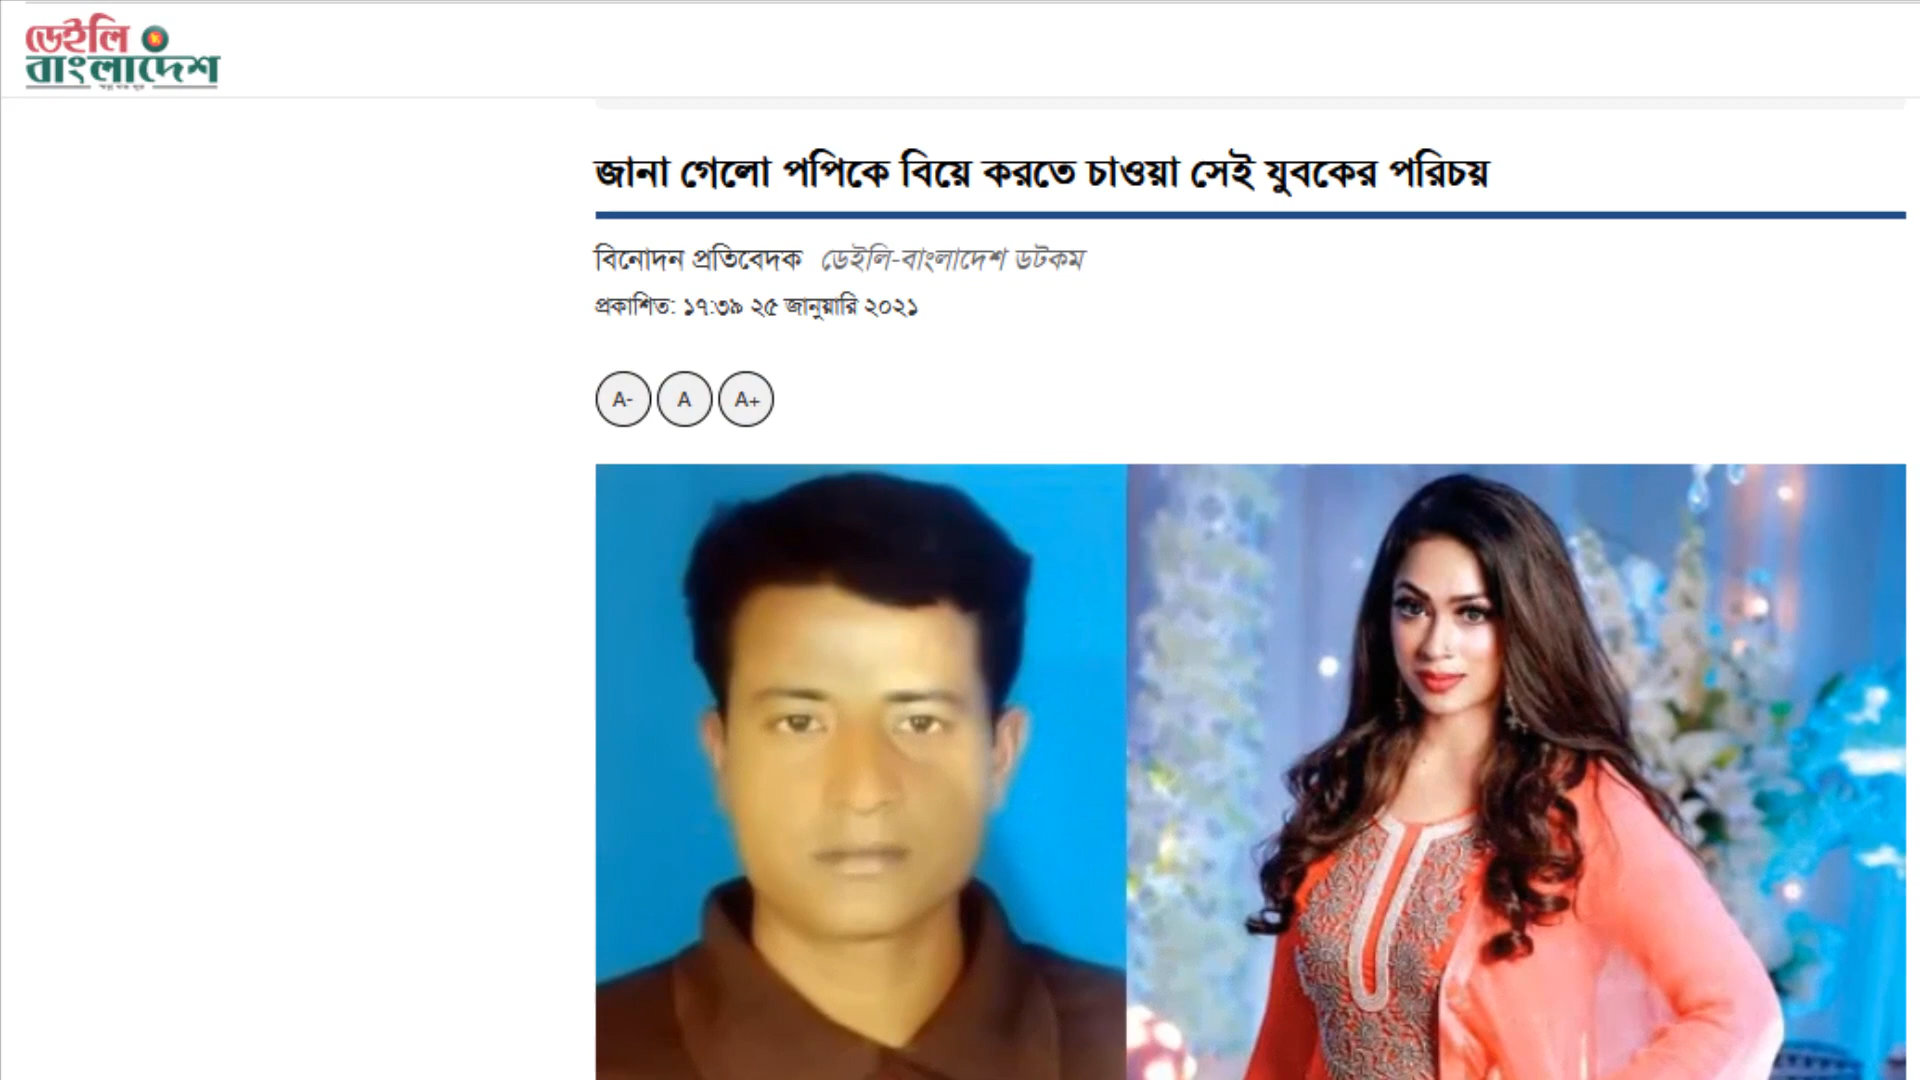 ডেইলি
বাংলাদেশ
জানা গেলো পপিকে বিয়ে করতে চাওয়া সেই যুবকের পরিচয়
বিনোদন প্রতিবেদক ডেইলি-বাংলাদেশ ডটকম
প্রকাশিত: ১৭:৩৯ ২৫ জানুয়ারি ২০২১
A- A A+